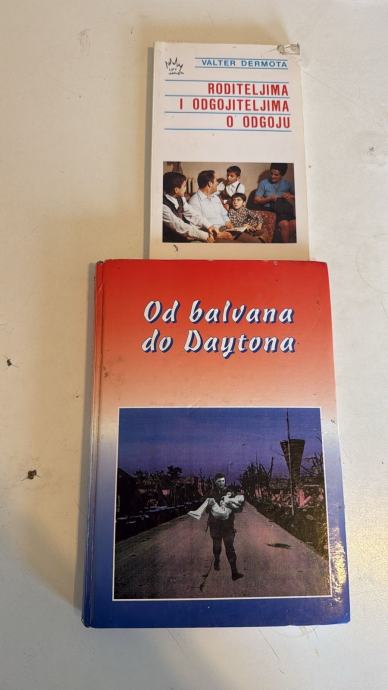 VALTER DERMOTA
RODITELJIMA
I ODGOJITELJIMA
O ODGOJU
Od balvana
do Daytona